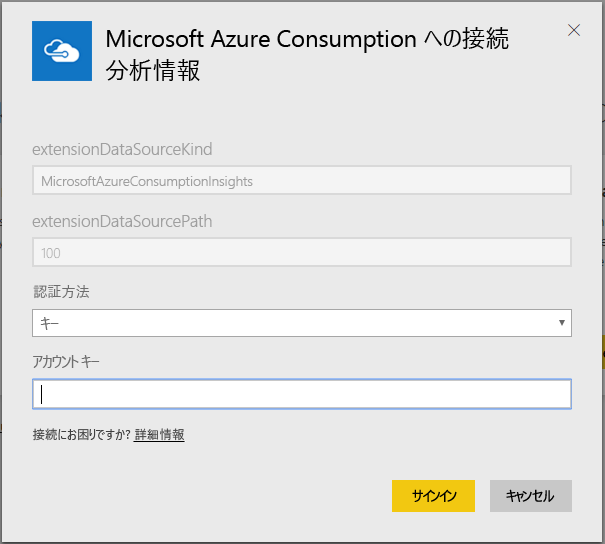 Microsoft Azure Consumption への接続
分析情報
extensionDataSourceKind
MicrosoftAzureConsumptionInsights
extensionDataSourcePath
100
認証方法
キー
アカウント キー
接続にお困りですか? 詳細情報
サインイン キャンセル